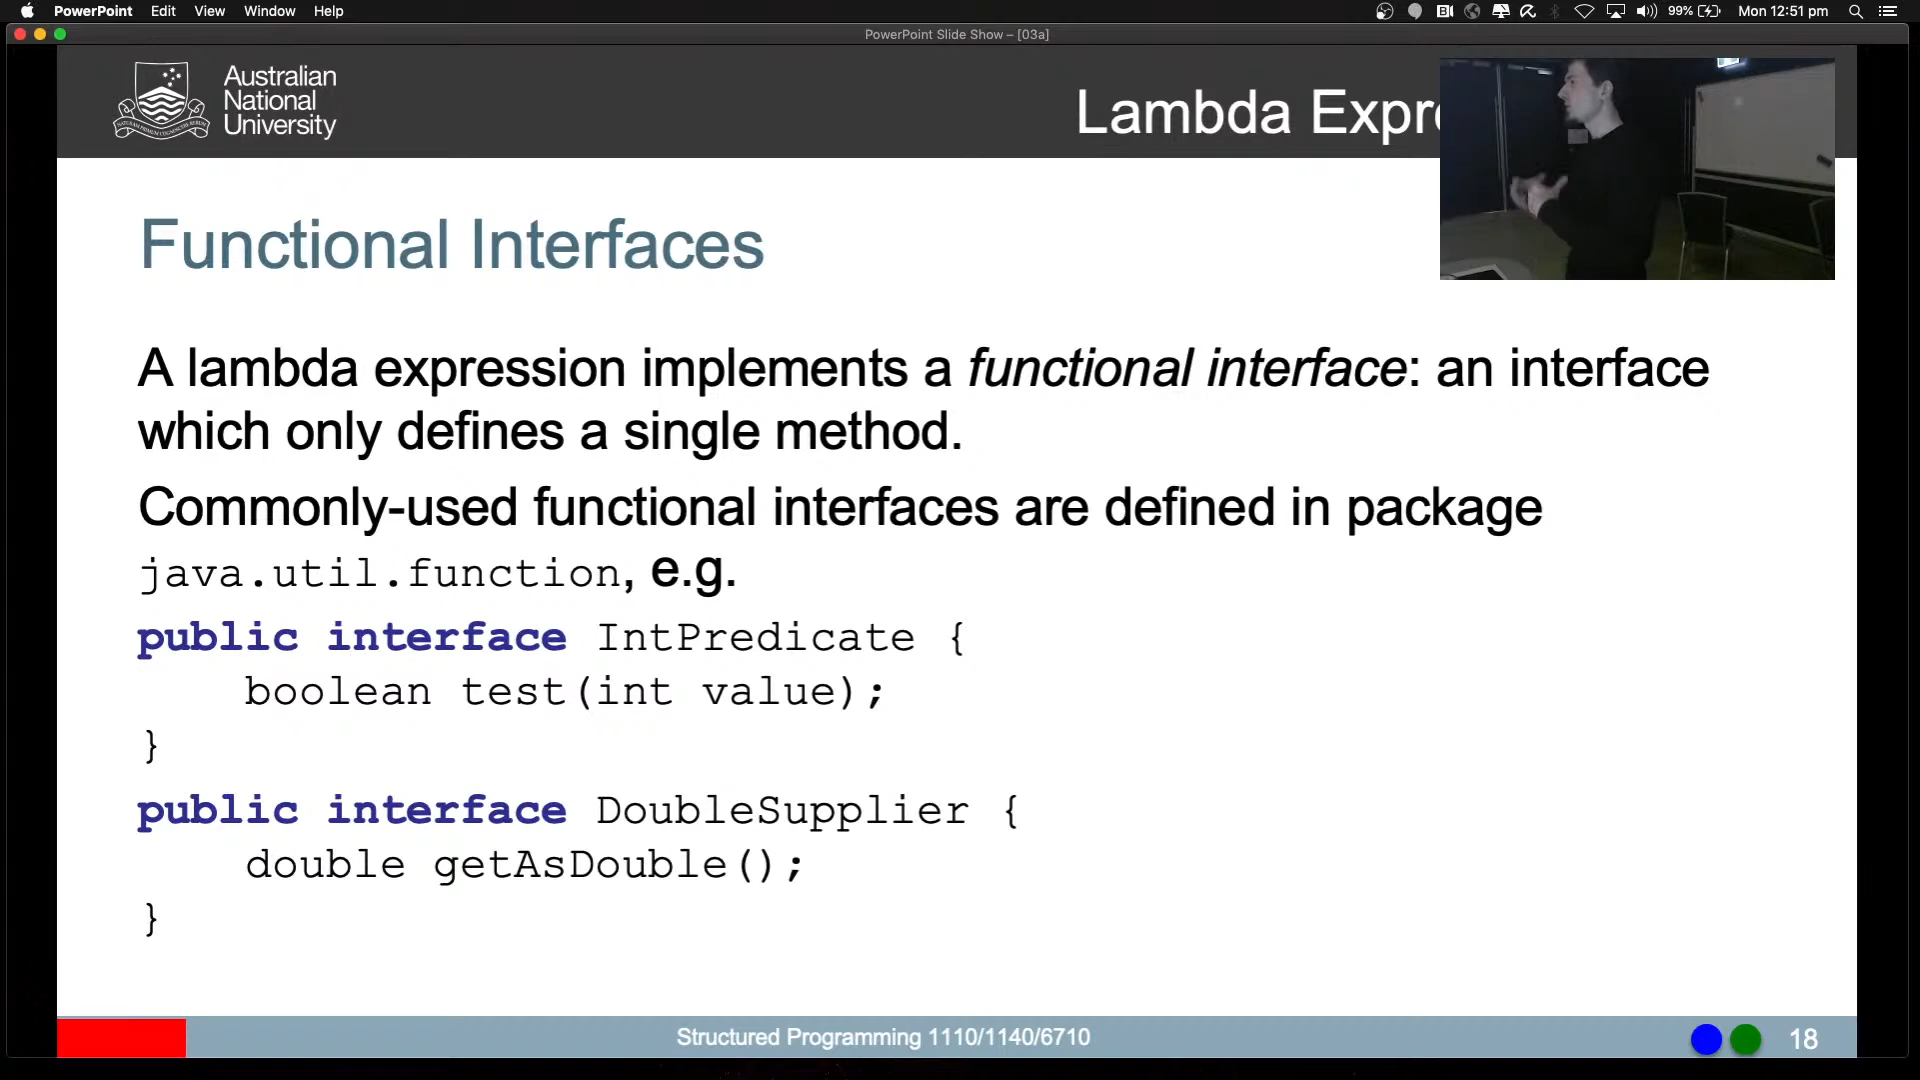 PowerPoint Edit View Window Help 99% Mon 12:51 pm
PowerPoint Slide Show – [03a]
Australian
National
University
Lambda Expr
Functional Interfaces
A lambda expression implements a functional interface: an interface
which only defines a single method.
Commonly-used functional interfaces are defined in package
java.util.function, e.g.
public interface IntPredicate {
boolean test(int value);
}
public interface DoubleSupplier {
double getAsDouble();
}
Structured Programming 1110/1140/6710
18